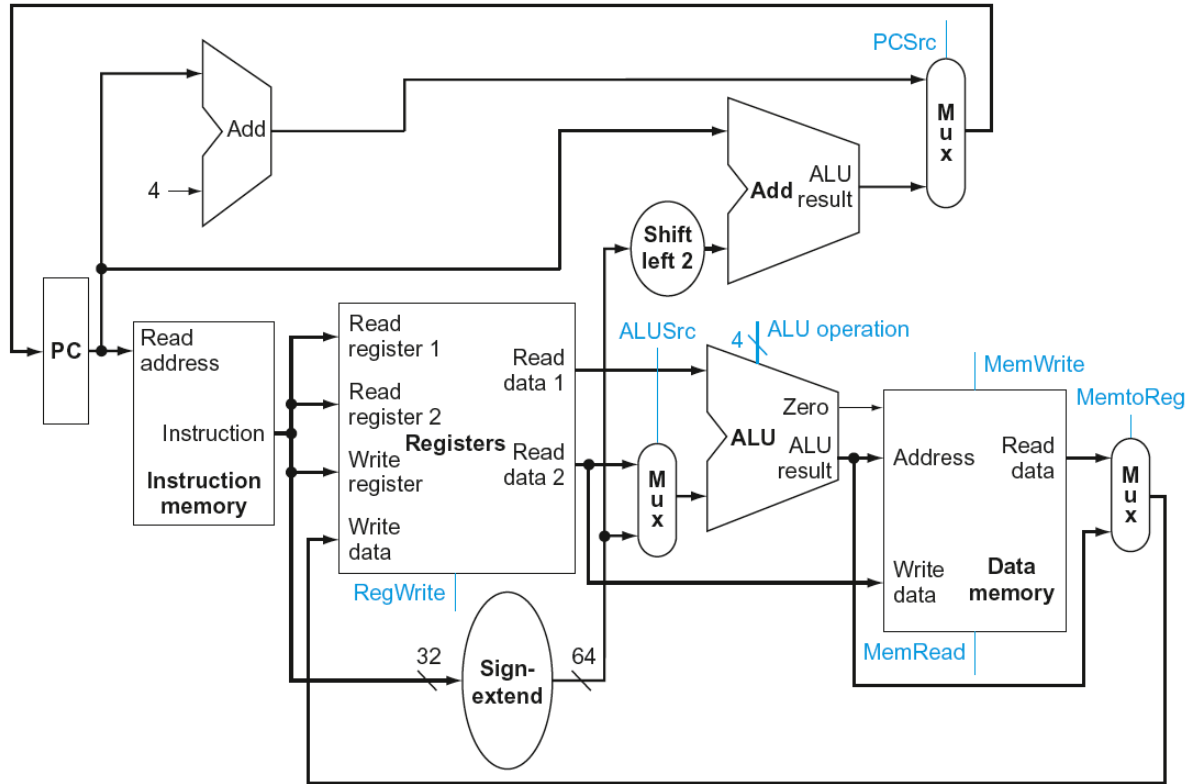 PCSrc
M
u
x
Add
4
ALU
Add
result
Shift
left 2
PC
Read
address
Instruction
Instruction
memory
Read
register 1
Read
register 2
Write
register
Write
data
Registers
Read
data 1
Read
data 2
RegWrite
ALUSrc
M
u
x
4
ALU operation
Zero
ALU
ALU
result
MemWrite
MemtoReg
Address
Read
data
Write
data
Data
memory
MemRead
M
u
x
32
Sign-
extend
64